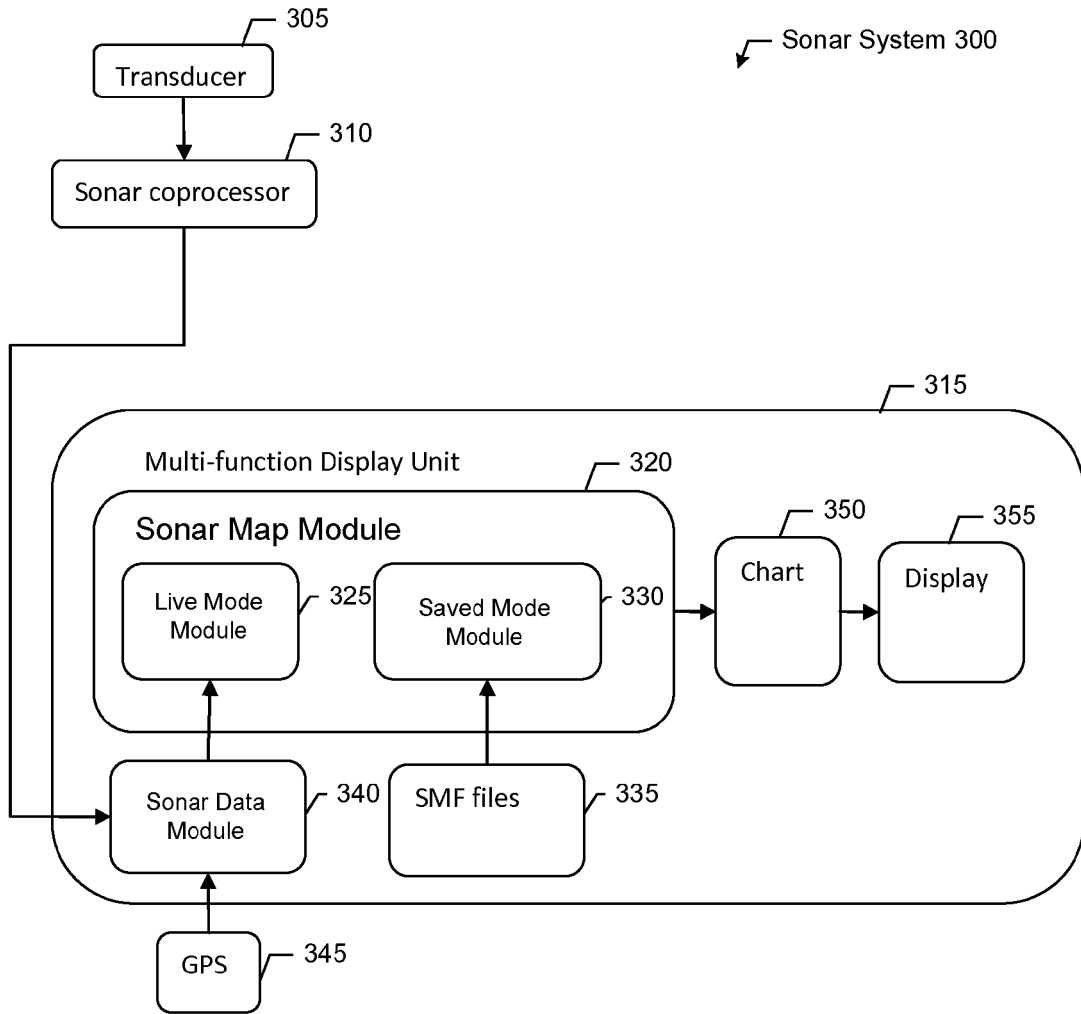 305
Transducer
Sonar System 300
310
Sonar coprocessor
315
Multi-function Display Unit
320
Sonar Map Module
350
Chart
355
Display
Live Mode
Module
325
Saved Mode
Module
330
Sonar Data
Module
340
SMF files
335
GPS
345